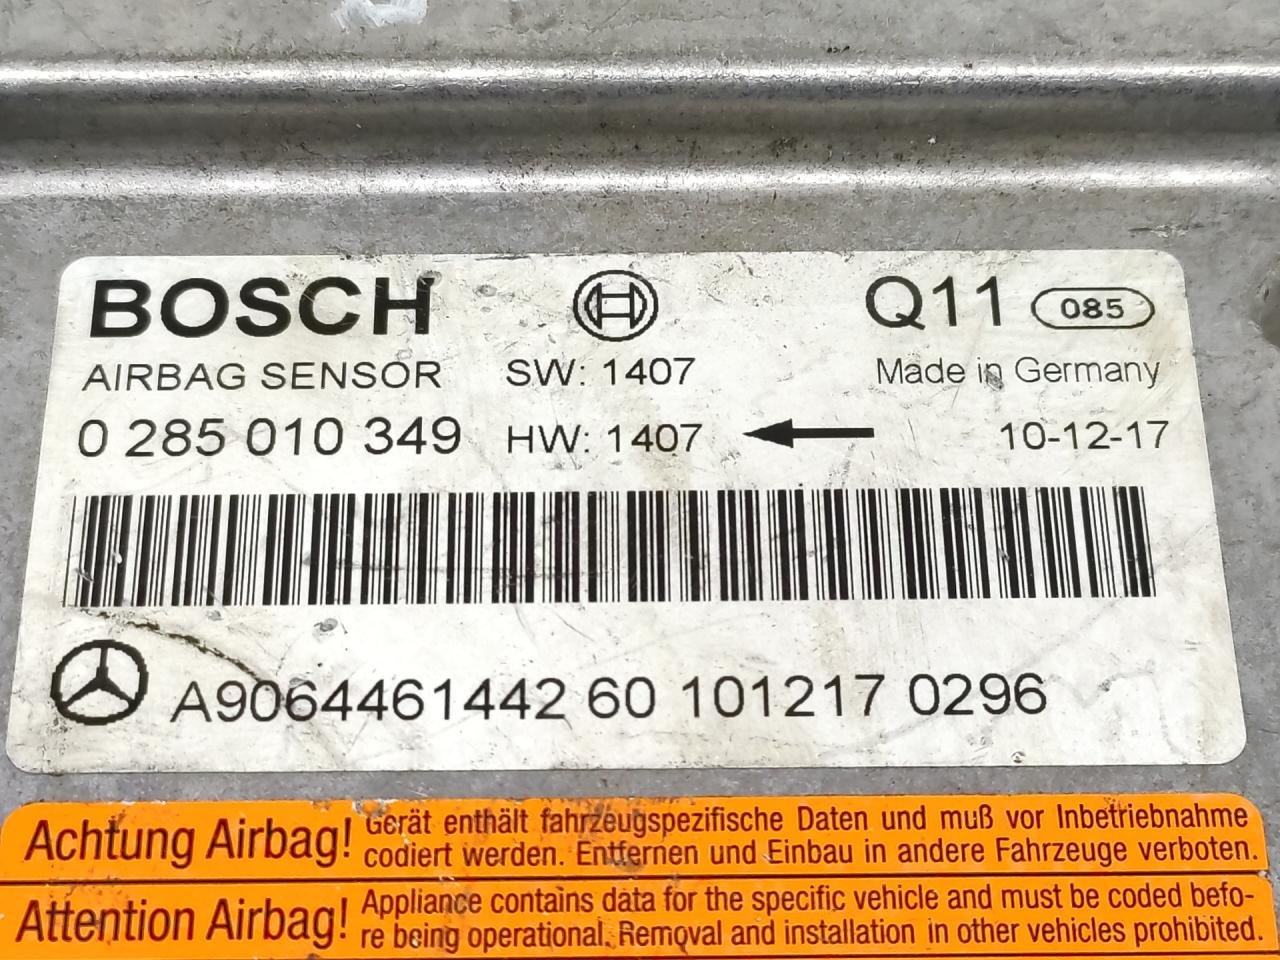 BOSCH Q11 085
AIRBAG SENSOR SW: 1407 Made in Germany
0 285 010 349 HW: 1407 10-12-17
A9064461442 60 101217 0296
Achtung Airbag! Gerät enthält fahrzeugspezifische Daten und muß vor Inbetriebnahme
codiert werden. Entfernen und Einbau in andere Fahrzeuge verboten.
Attention Airbag! Appliance contains data for the specific vehicle and must be coded befo-
re being operational. Removal and installation in other vehicles prohibited.